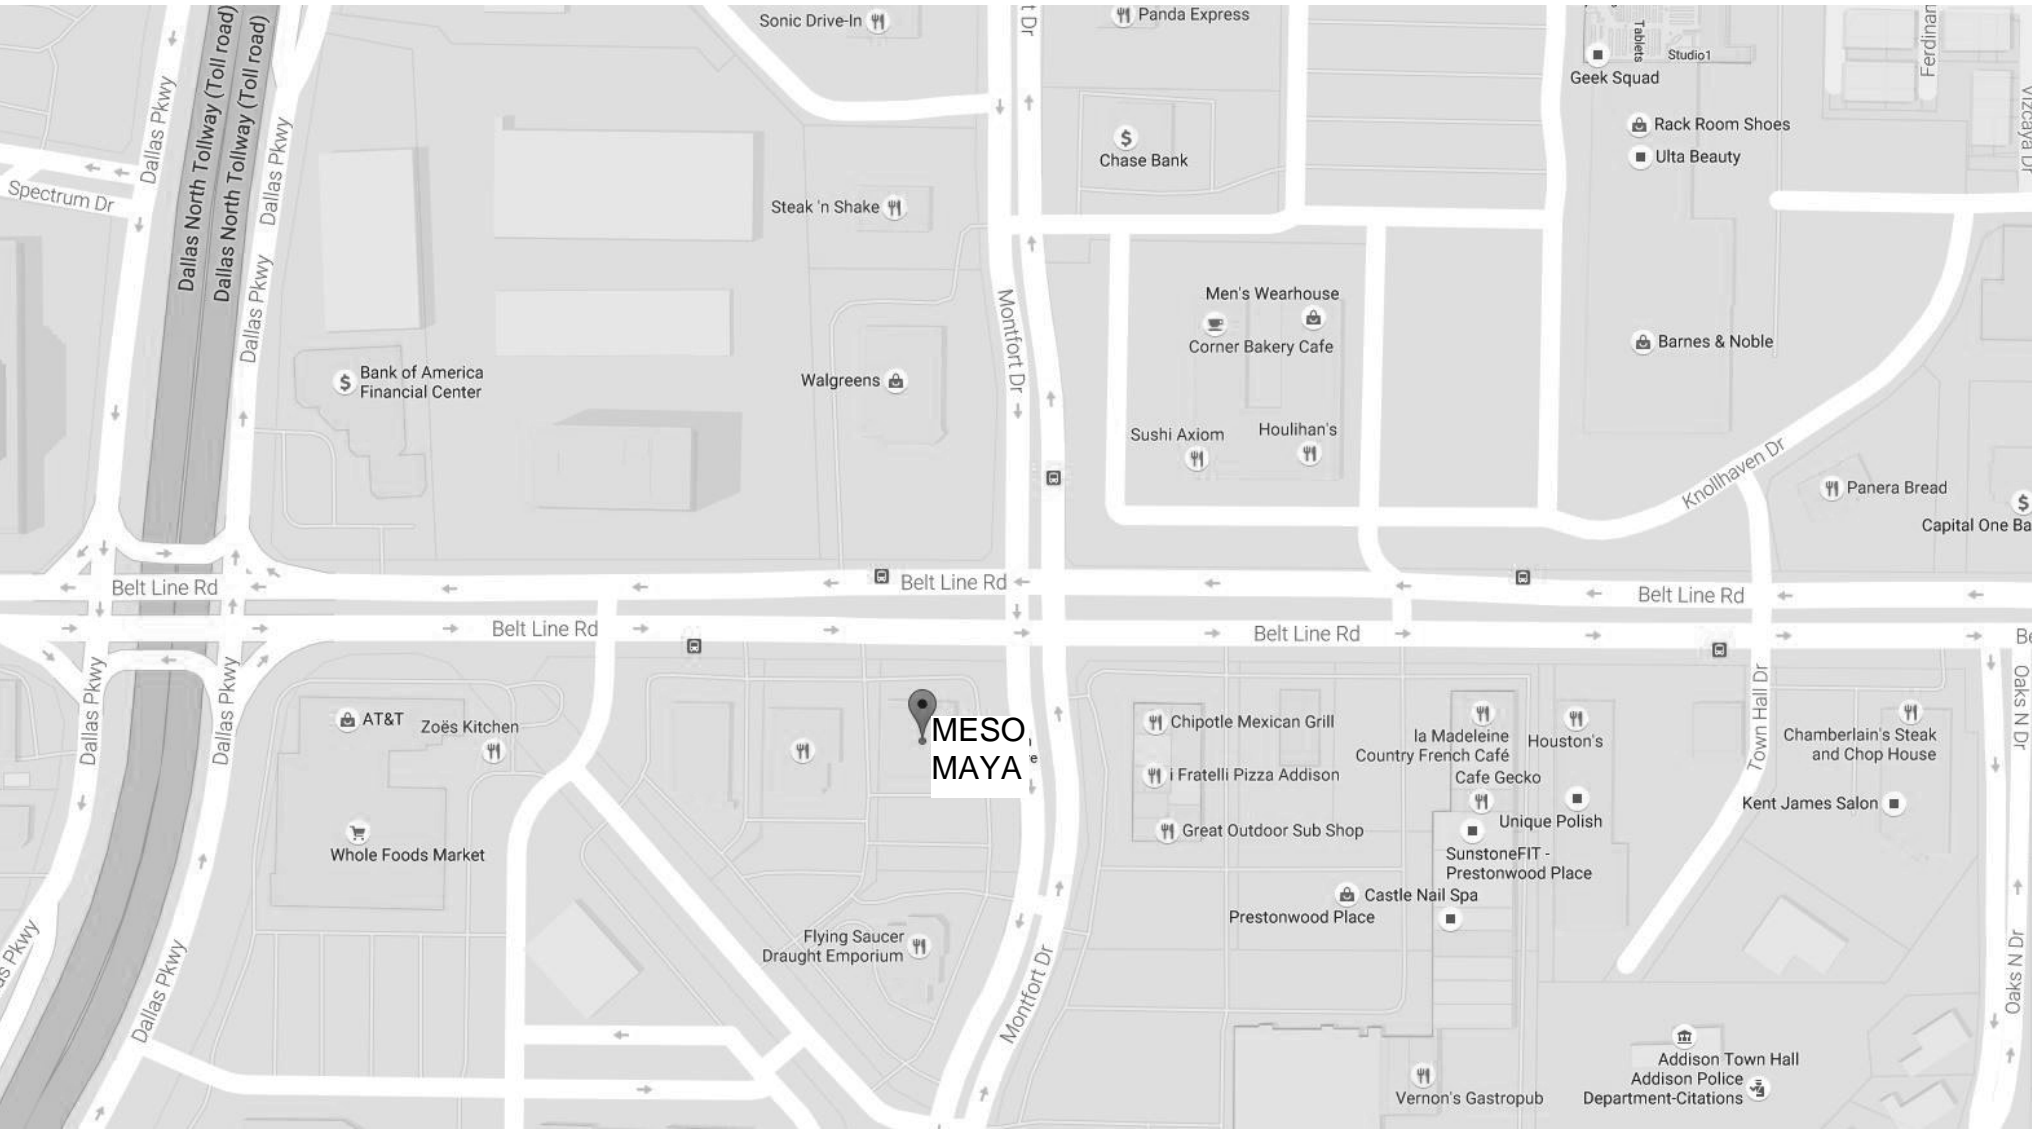 Sonic Drive-In
t Dr
Panda Express
Tablets
Studio1
Geek Squad
Dallas Pkwy
Dallas North Tollway (Toll road)
Dallas North Tollway (Toll road)
Dallas Pkwy
Rack Room Shoes
Ulta Beauty
Vizcaya Dr
Chase Bank
Spectrum Dr
Steak 'n Shake
Dallas Pkwy
Montfort Dr
Men's Wearhouse
Corner Bakery Cafe
Barnes & Noble
Bank of America
Financial Center
Walgreens
Sushi Axiom
Houlihan's
Knollhaven Dr
Panera Bread
Capital One Ba
Belt Line Rd
Belt Line Rd
Belt Line Rd
Belt Line Rd
Belt Line Rd
Be
Dallas Pkwy
Dallas Pkwy
AT&T
Zoës Kitchen
MESO
MAYA
Chipotle Mexican Grill
i Fratelli Pizza Addison
Great Outdoor Sub Shop
la Madeleine
Country French Café
Houston's
Cafe Gecko
Unique Polish
SunstoneFIT -
Prestonwood Place
Town Hall Dr
Chamberlain's Steak
and Chop House
Kent James Salon
Oaks N Dr
Whole Foods Market
Castle Nail Spa
Prestonwood Place
Flying Saucer
Draught Emporium
as Pkwy
Dallas Pkwy
Montfort Dr
Oaks N Dr
Addison Town Hall
Addison Police
Department-Citations
Vernon's Gastropub